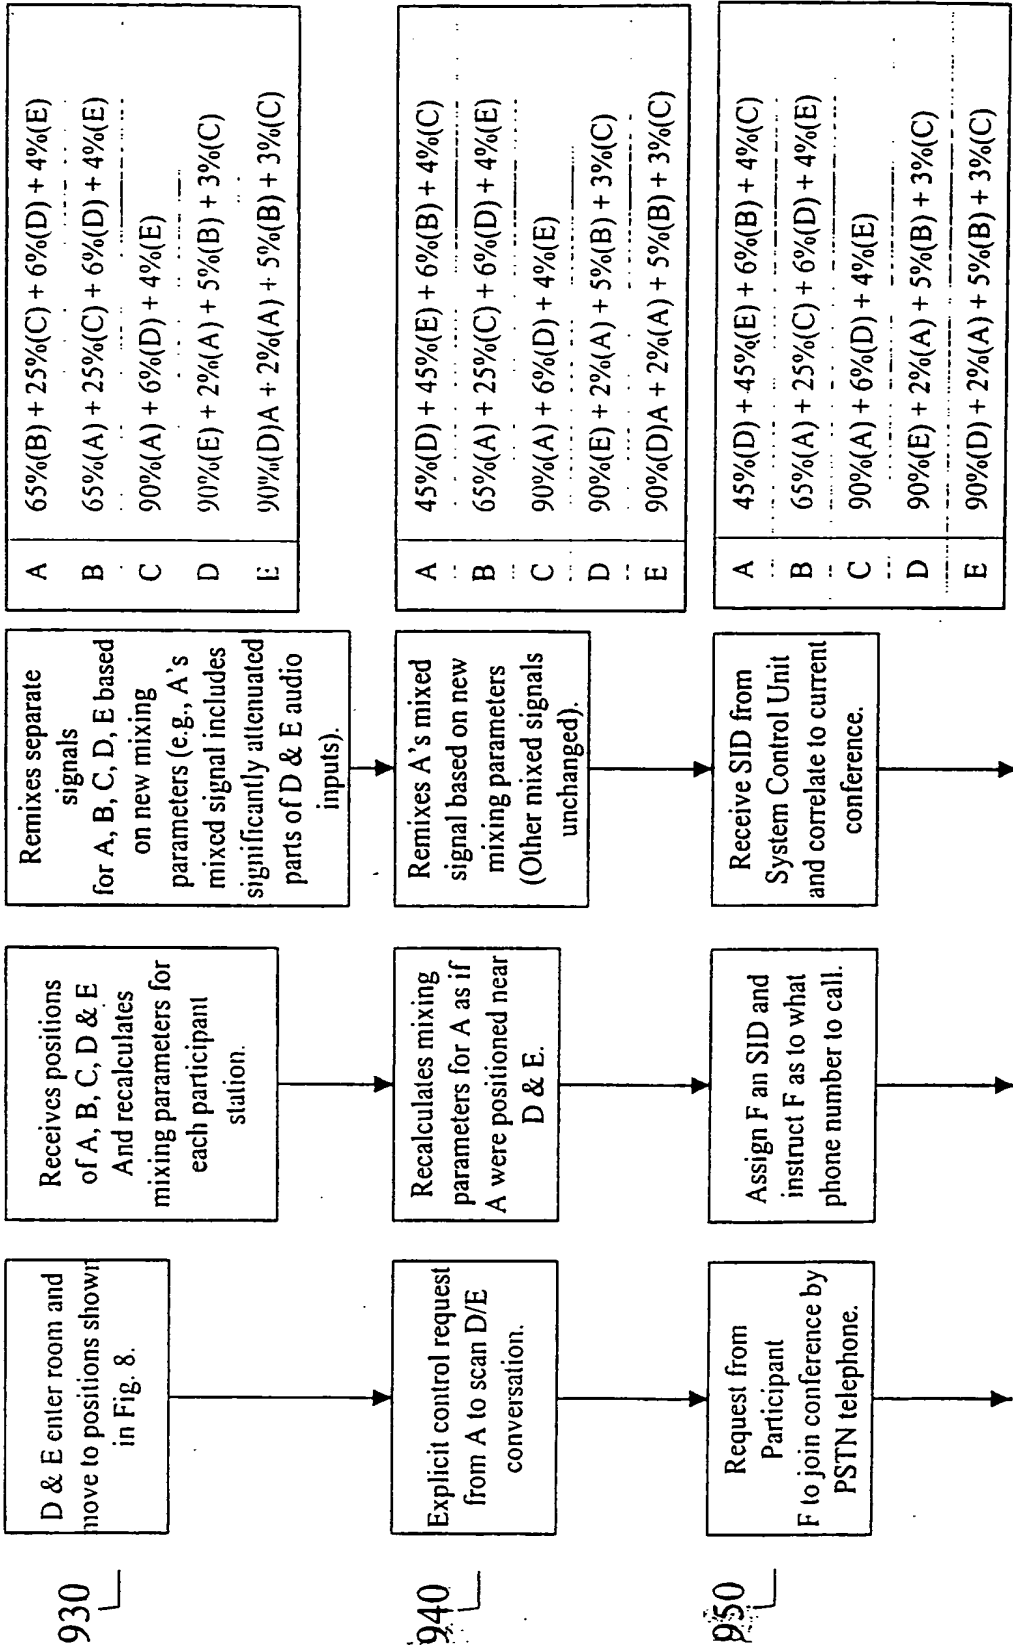 930
D & E enter room and
move to positions shown
in Fig. 8.
Receives positions
of A, B, C, D & E
And recalculates
mixing parameters for
each participant
station.
Remixes separate
signals
for A, B, C, D, E based
on new mixing
parameters (e.g., A's
mixed signal includes
significantly attenuated
parts of D & E audio
inputs).
A 65%(B) + 25%(C) + 6%(D) + 4%(E)
B 65%(A) + 25%(C) + 6%(D) + 4%(E)
C 90%(A) + 6%(D) + 4%(E)
D 90%(E) + 2%(A) + 5%(B) + 3%(C)
E 90%(D)A + 2%(A) + 5%(B) + 3%(C)
940
Explicit control request
from A to scan D/E
conversation.
Recalculates mixing
parameters for A as if
A were positioned near
D & E.
Remixes A's mixed
signal based on new
mixing parameters
(Other mixed signals
unchanged).
A 45%(D) + 45%(E) + 6%(B) + 4%(C)
B 65%(A) + 25%(C) + 6%(D) + 4%(E)
C 90%(A) + 6%(D) + 4%(E)
D 90%(E) + 2%(A) + 5%(B) + 3%(C)
E 90%(D)A + 2%(A) + 5%(B) + 3%(C)
950
Request from
Participant
F to join conference by
PSTN telephone.
Assign F an SID and
instruct F as to what
phone number to call.
Receive SID from
System Control Unit
and correlate to current
conference.
A 45%(D) + 45%(E) + 6%(B) + 4%(C)
B 65%(A) + 25%(C) + 6%(D) + 4%(E)
C 90%(A) + 6%(D) + 4%(E)
D 90%(E) + 2%(A) + 5%(B) + 3%(C)
E 90%(D) + 2%(A) + 5%(B) + 3%(C)